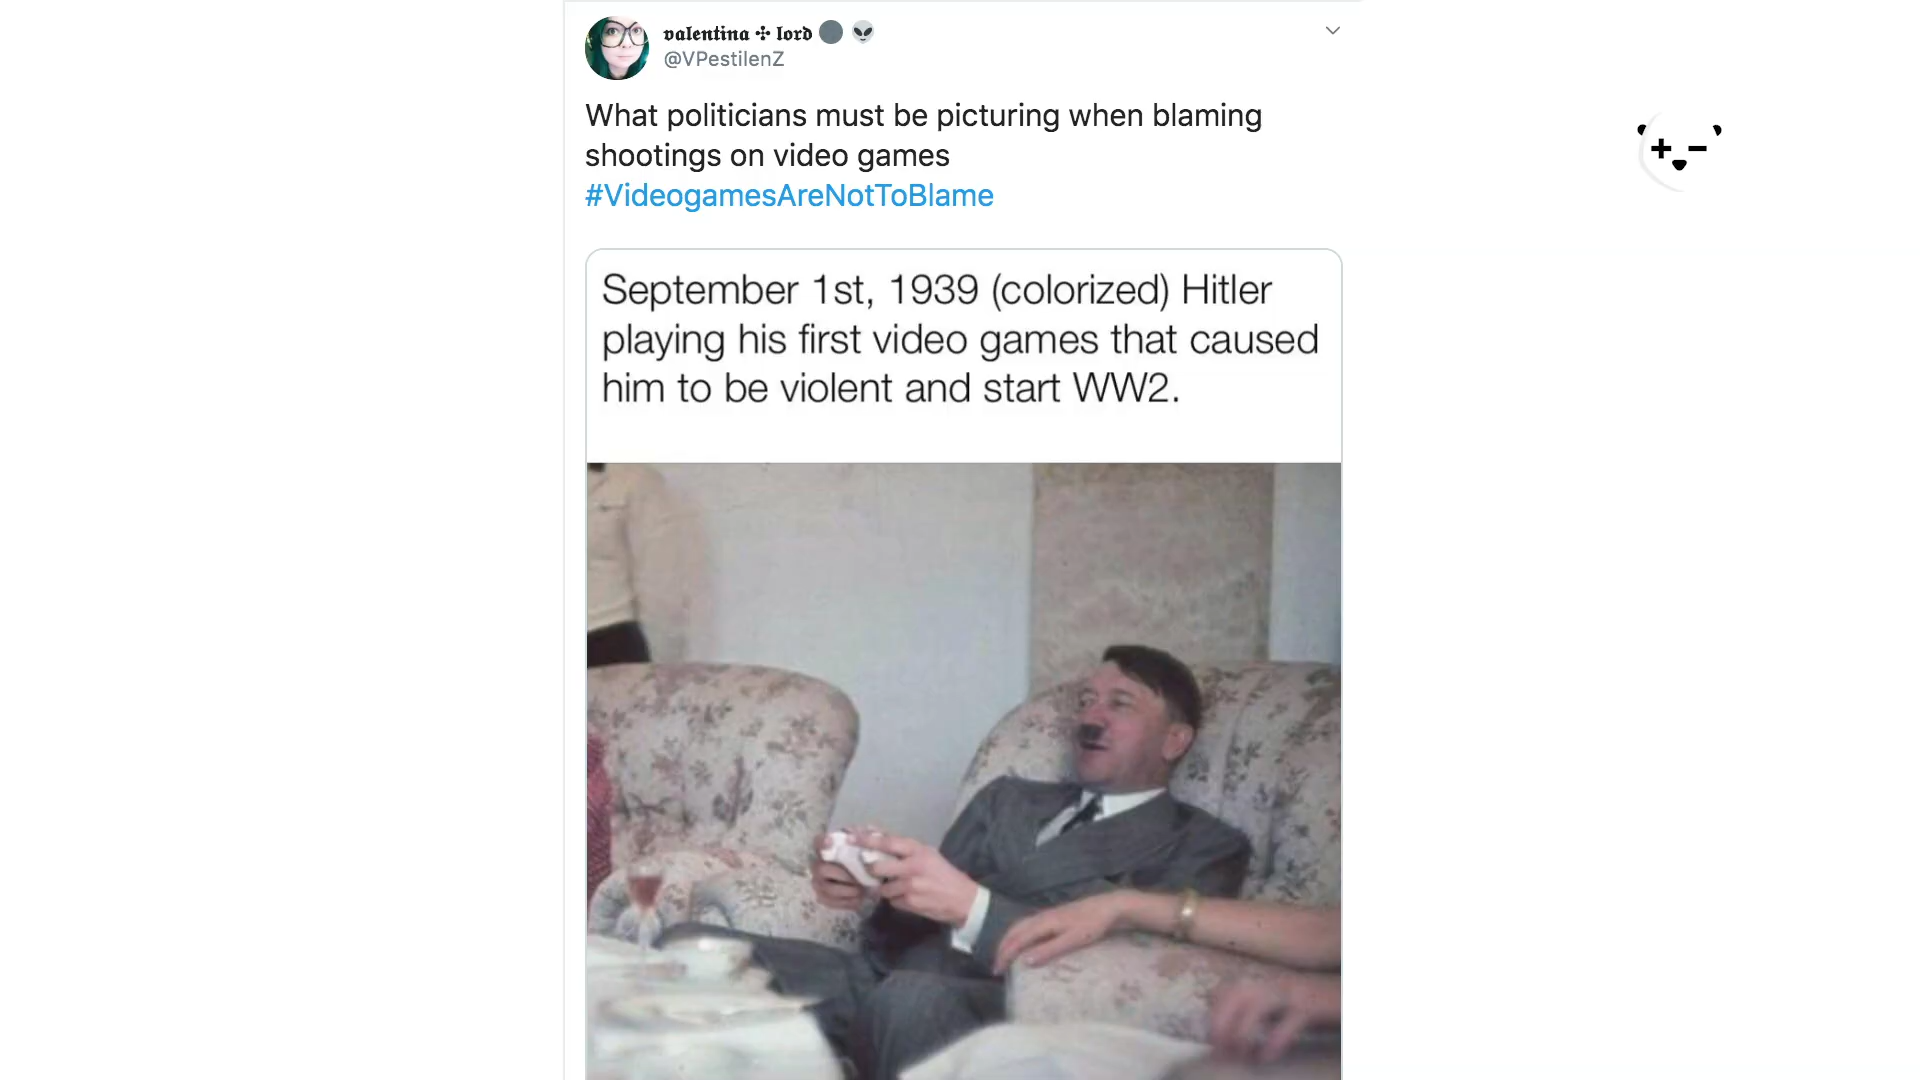 valentina ✣ lord
@VPestilenZ
What politicians must be picturing when blaming
shootings on video games
#VideogamesAreNotToBlame
September 1st, 1939 (colorized) Hitler
playing his first video games that caused
him to be violent and start WW2.